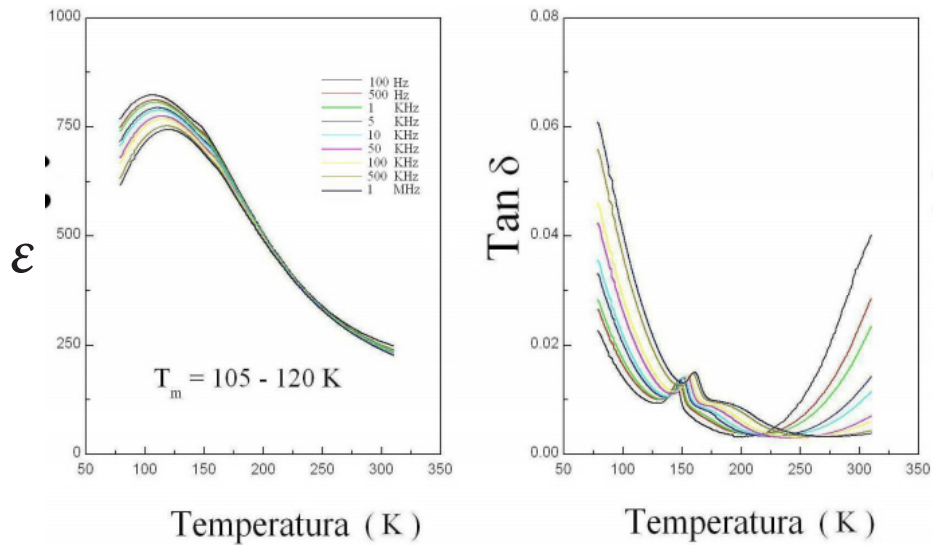 1000
750
500
250
0
50
100
150
200
250
300
350
ε
100 Hz
500 Hz
1 KHz
5 KHz
10 KHz
50 KHz
100 KHz
500 KHz
1 MHz
T_m = 105 - 120 K
Temperatura ( K )
0.08
0.06
0.04
0.02
0.00
50
100
150
200
250
300
350
Tan δ
Temperatura ( K )